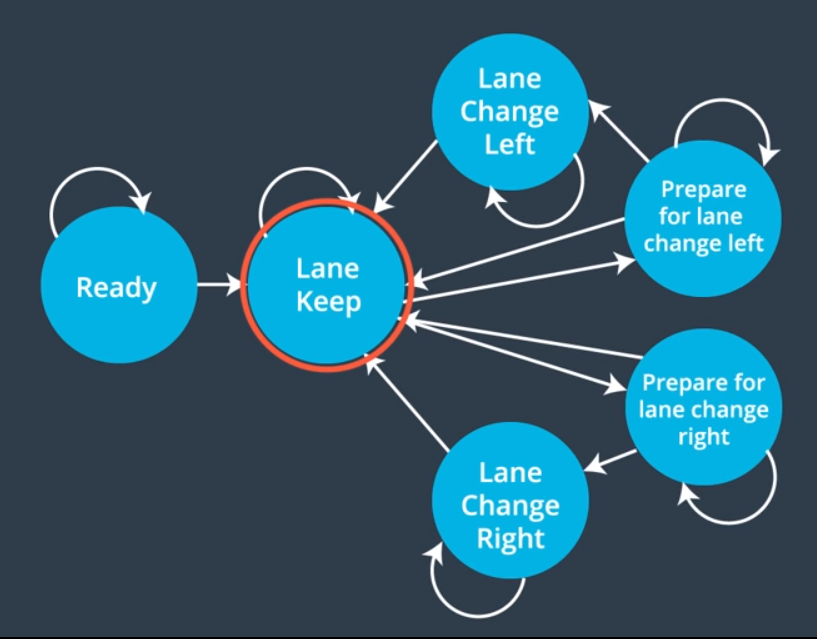 Lane
Change
Left
Prepare
for lane
change left
Ready
Lane
Keep
Prepare for
lane change
right
Lane
Change
Right